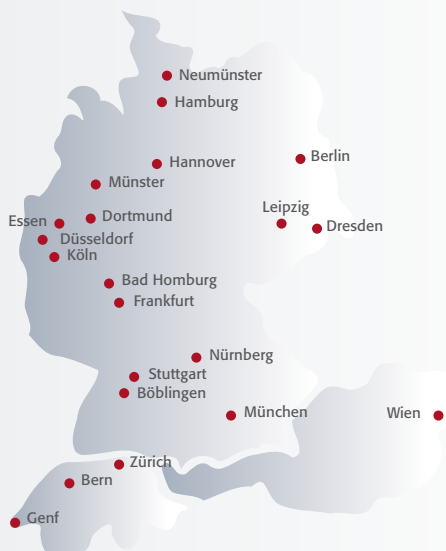 Neumünster
Hamburg
Hannover
Berlin
Münster
Leipzig
Essen
Dortmund
Dresden
Düsseldorf
Köln
Bad Homburg
Frankfurt
Nürnberg
Stuttgart
Böblingen
München
Wien
Zürich
Bern
Genf